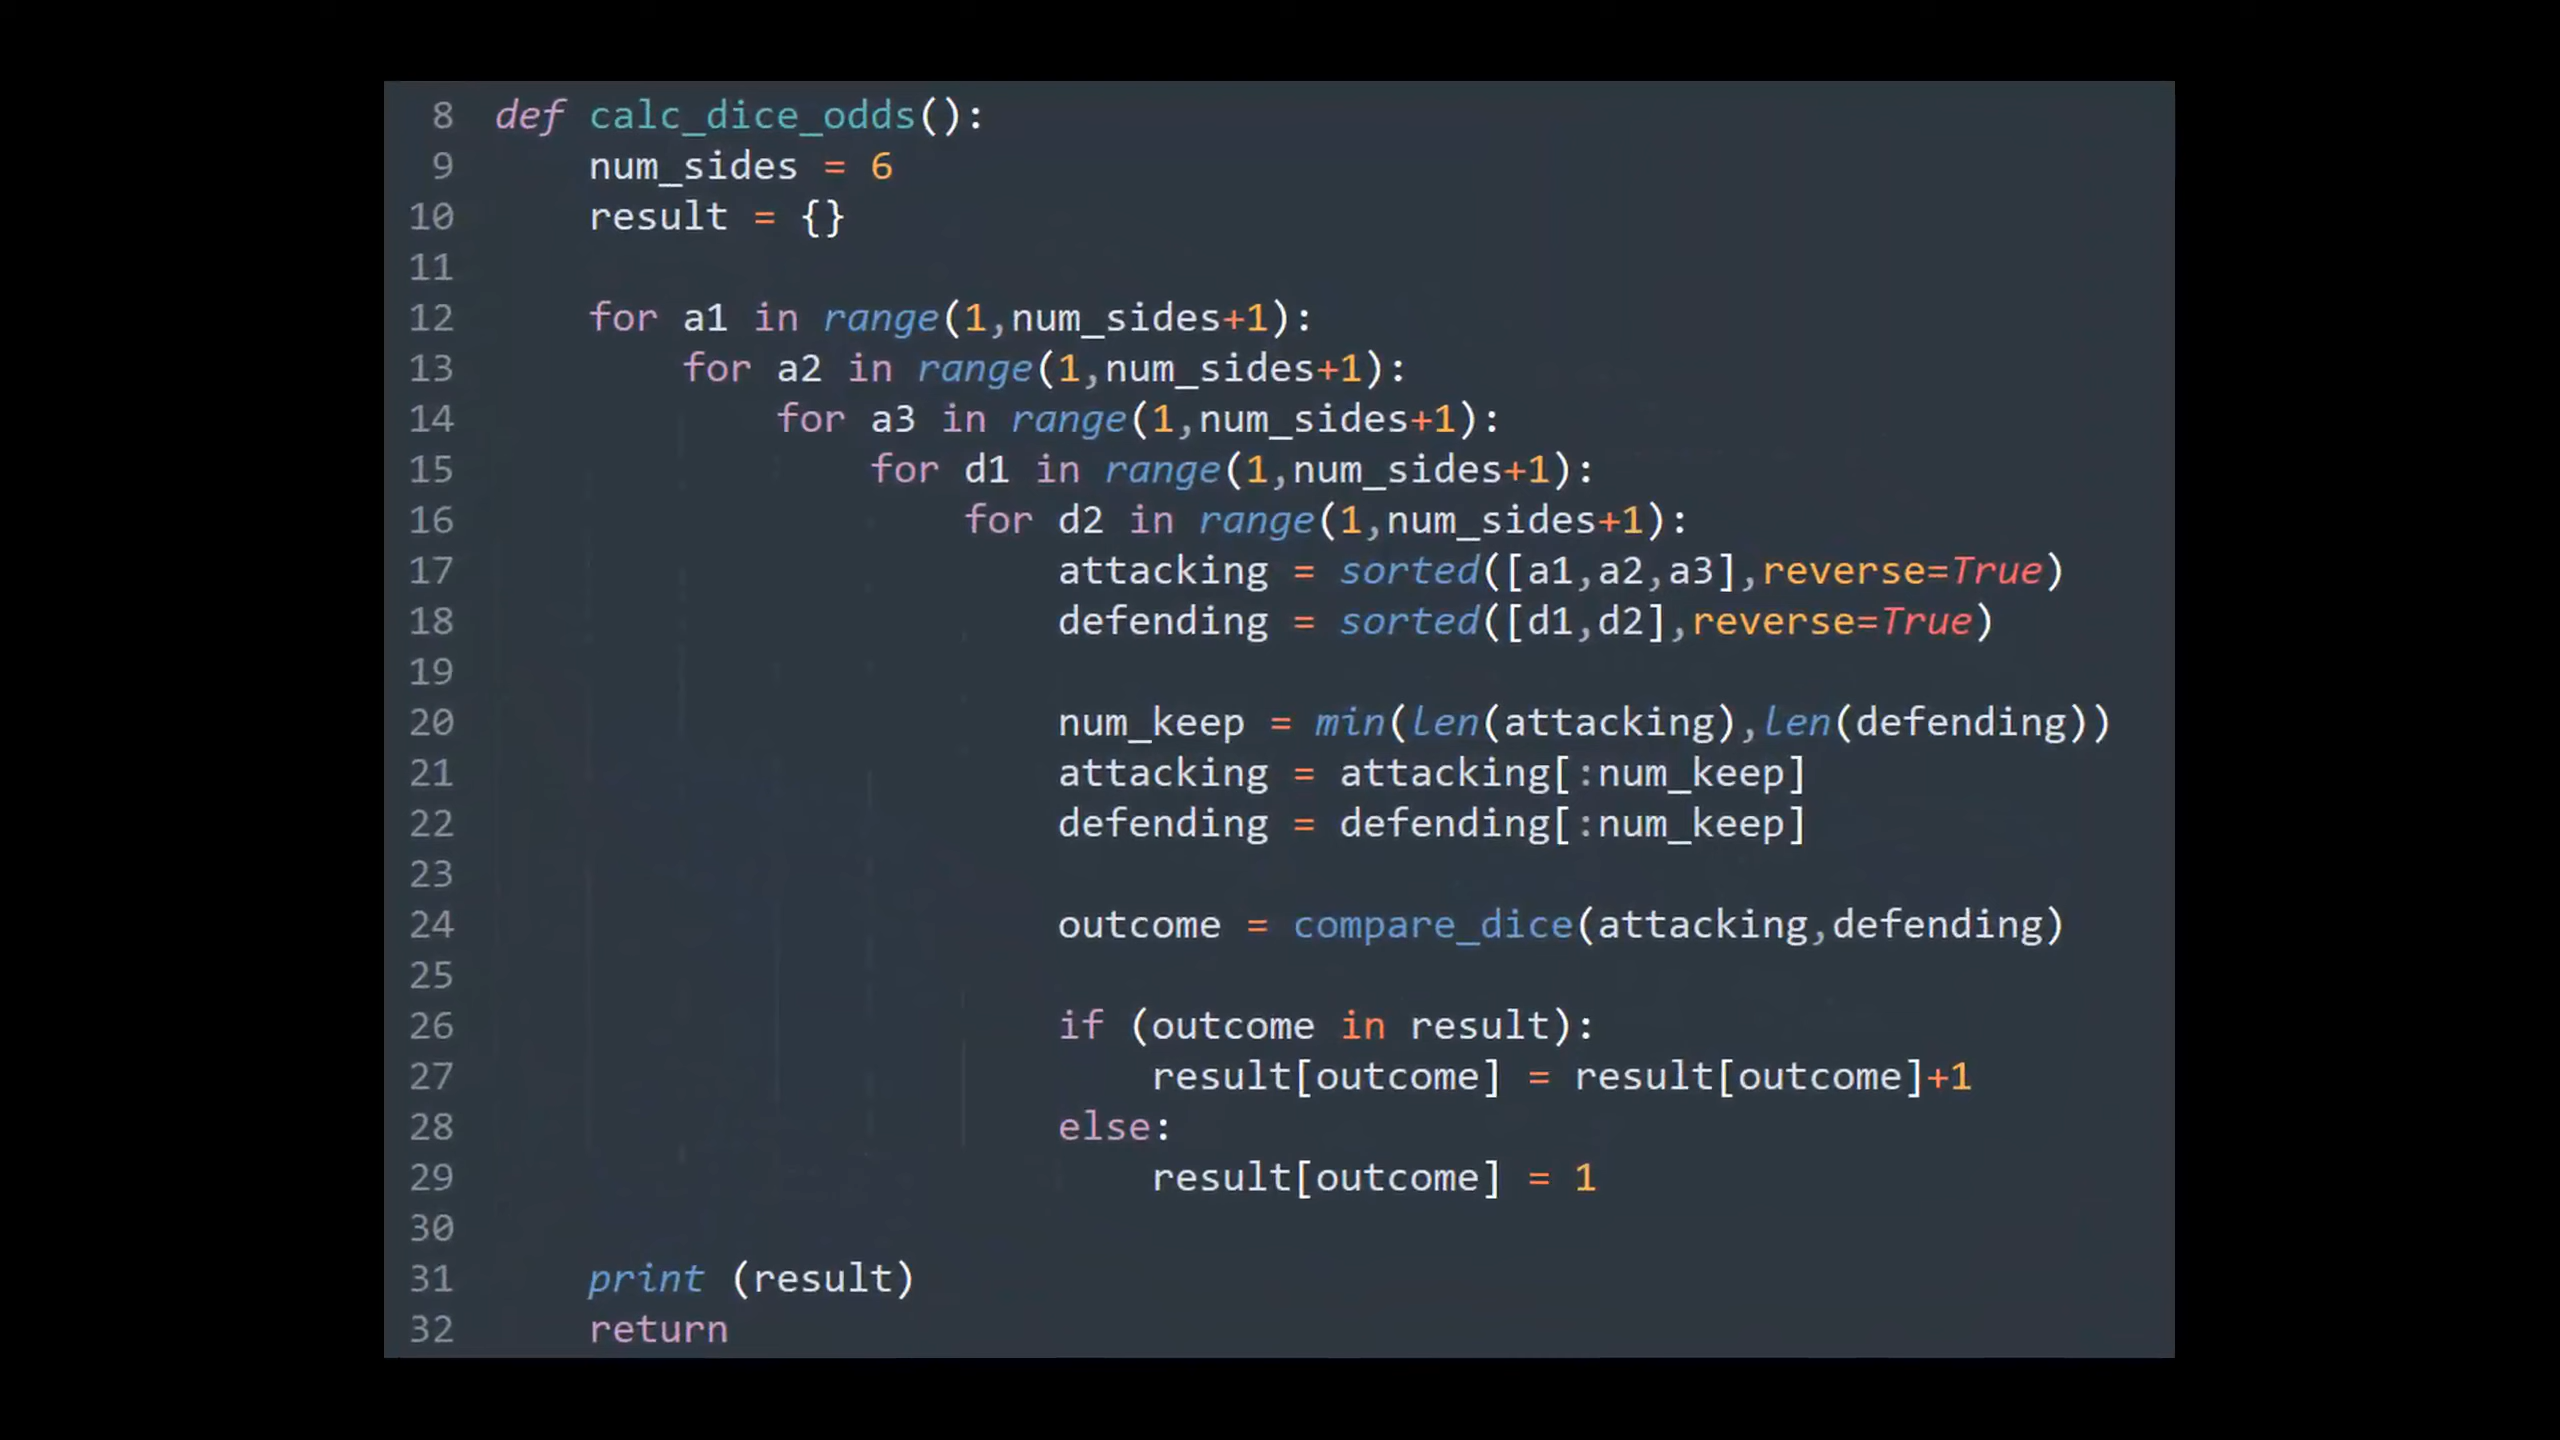 8 def calc_dice_odds():
9     num_sides = 6
10     result = {}
11
12     for a1 in range(1,num_sides+1):
13         for a2 in range(1,num_sides+1):
14             for a3 in range(1,num_sides+1):
15                 for d1 in range(1,num_sides+1):
16                     for d2 in range(1,num_sides+1):
17                         attacking = sorted([a1,a2,a3],reverse=True)
18                         defending = sorted([d1,d2],reverse=True)
19
20                         num_keep = min(len(attacking),len(defending))
21                         attacking = attacking[:num_keep]
22                         defending = defending[:num_keep]
23
24                         outcome = compare_dice(attacking,defending)
25
26                         if (outcome in result):
27                             result[outcome] = result[outcome]+1
28                         else:
29                             result[outcome] = 1
30
31     print (result)
32     return